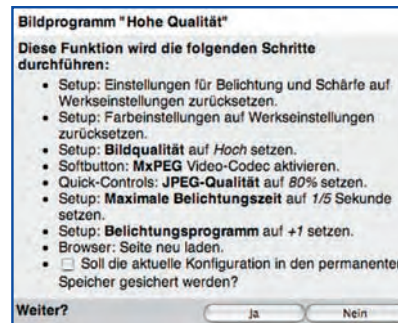 Bildprogramm "Hohe Qualität"
Diese Funktion wird die folgenden Schritte
durchführen:
• Setup: Einstellungen für Belichtung und Schärfe auf
Werkseinstellungen zurücksetzen.
• Setup: Farbeinstellungen auf Werkseinstellungen
zurücksetzen.
• Setup: Bildqualität auf Hoch setzen.
• Softbutton: MxPEG Video-Codec aktivieren.
• Quick-Controls: JPEG-Qualität auf 80% setzen.
• Setup: Maximale Belichtungszeit auf 1/5 Sekunde
setzen.
• Setup: Belichtungsprogramm auf +1 setzen.
• Browser: Seite neu laden.
• Soll die aktuelle Konfiguration in den permanenten
Speicher gesichert werden?
Weiter? Ja Nein